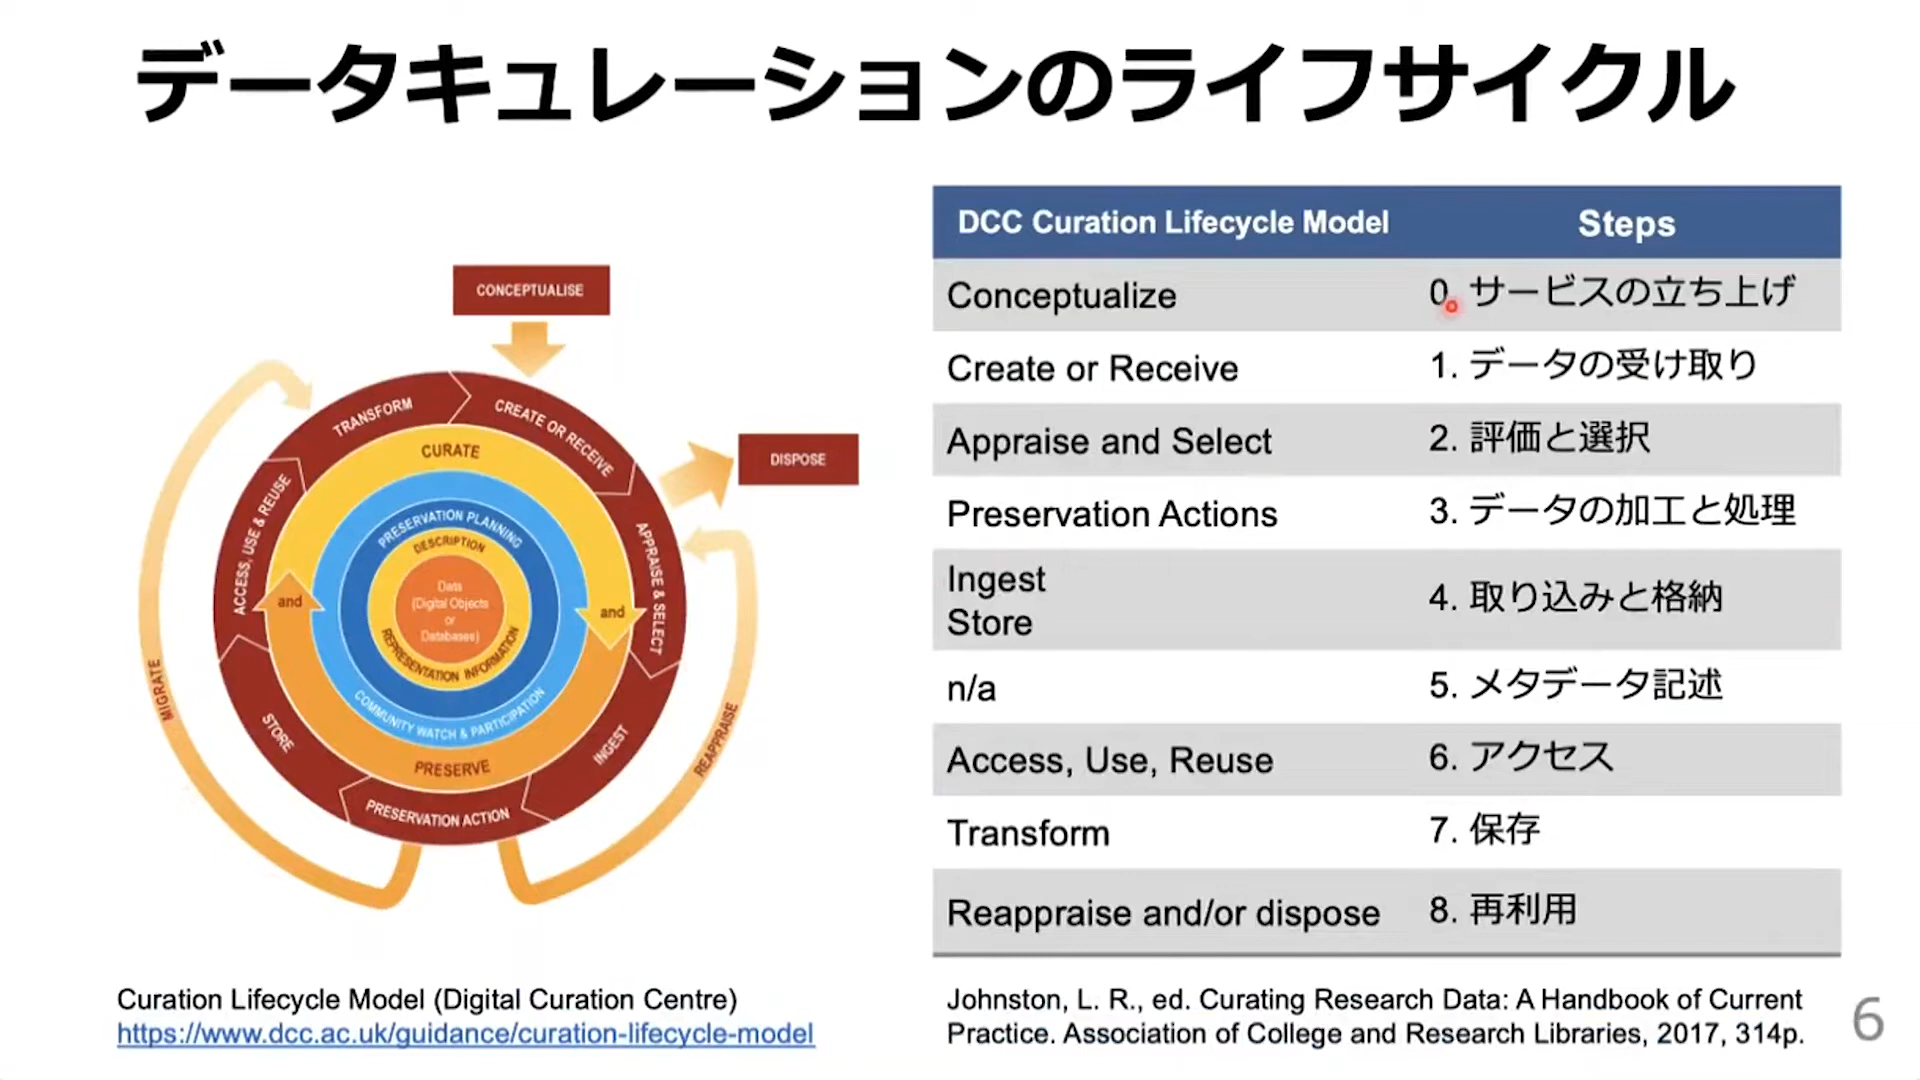 データキュレーションのライフサイクル
CONCEPTUALISE
DISPOSE
TRANSFORM
CREATE OR RECEIVE
APPRAISE & SELECT
INGEST
PRESERVATION ACTION
STORE
ACCESS, USE & REUSE
MIGRATE
REAPPRAISE
CURATE
and
PRESERVE
and
PRESERVATION PLANNING
COMMUNITY WATCH & PARTICIPATION
DESCRIPTION
REPRESENTATION INFORMATION
Data
(Digital Objects
or
Databases)
Curation Lifecycle Model (Digital Curation Centre)
https://www.dcc.ac.uk/guidance/curation-lifecycle-model
DCC Curation Lifecycle Model Steps
Conceptualize 0. サービスの立ち上げ
Create or Receive 1. データの受け取り
Appraise and Select 2. 評価と選択
Preservation Actions 3. データの加工と処理
Ingest
Store 4. 取り込みと格納
n/a 5. メタデータ記述
Access, Use, Reuse 6. アクセス
Transform 7. 保存
Reappraise and/or dispose 8. 再利用
Johnston, L. R., ed. Curating Research Data: A Handbook of Current
Practice. Association of College and Research Libraries, 2017, 314p.
6